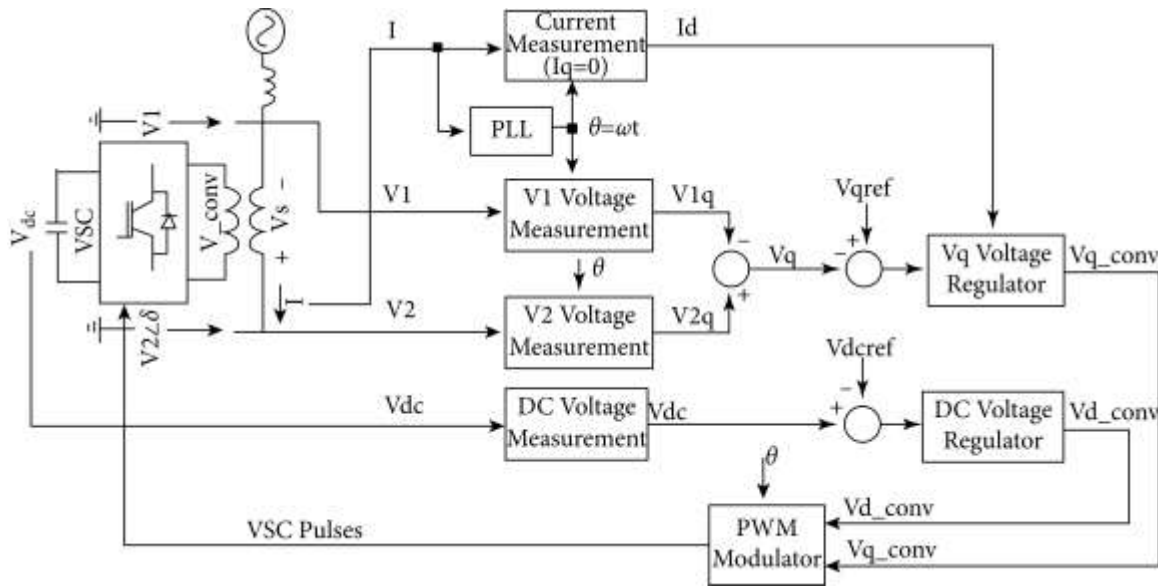 I
Current
Measurement
(Iq=0)
Id
PLL
θ=ωt
V1
VSC
V_conv
Vs
-
+
V_dc
I
V2∠δ
V1
V1 Voltage
Measurement
V1q
θ
V2
V2 Voltage
Measurement
V2q
-
+
Vq
Vqref
+
-
Vq Voltage
Regulator
Vq_conv
Vdc
DC Voltage
Measurement
Vdc
Vdcref
-
+
DC Voltage
Regulator
Vd_conv
θ
VSC Pulses
PWM
Modulator
Vd_conv
Vq_conv